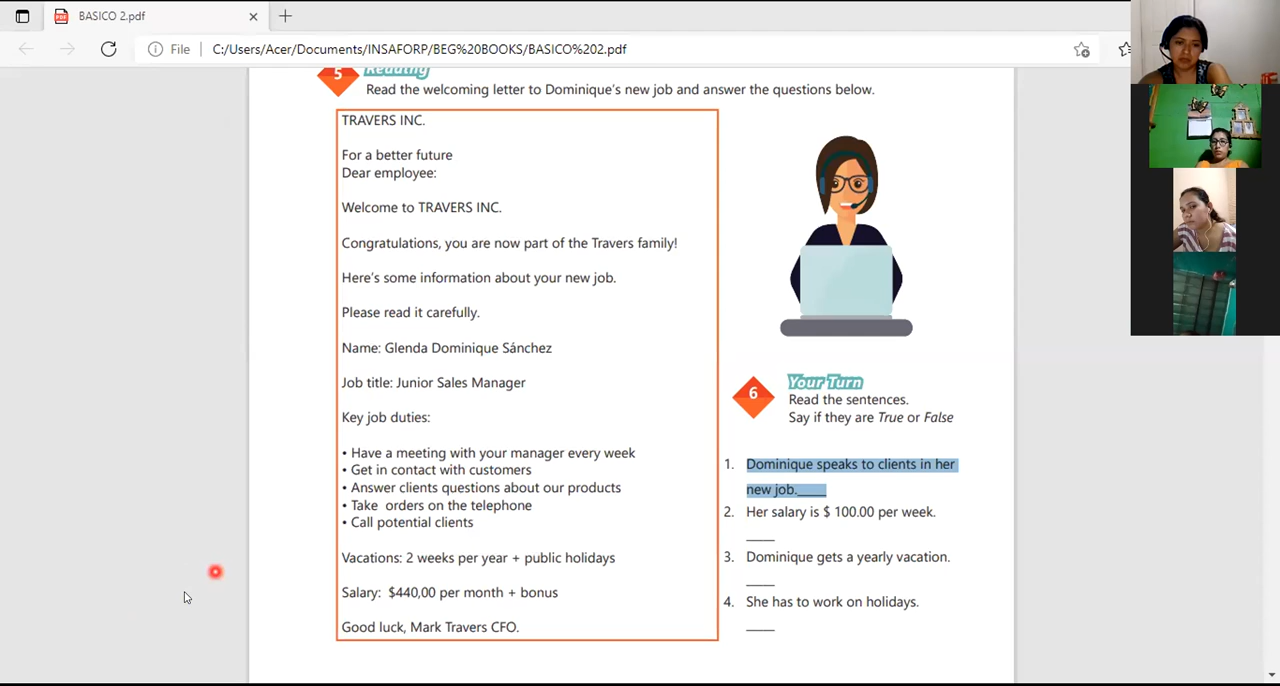 BASICO 2.pdf
File C:/Users/Acer/Documents/INSAFORP/BEG%20BOOKS/BASICO%202.pdf
5 Reading
Read the welcoming letter to Dominique's new job and answer the questions below.
TRAVERS INC.
For a better future
Dear employee:
Welcome to TRAVERS INC.
Congratulations, you are now part of the Travers family!
Here's some information about your new job.
Please read it carefully.
Name: Glenda Dominique Sánchez
Job title: Junior Sales Manager
Key job duties:
• Have a meeting with your manager every week
• Get in contact with customers
• Answer clients questions about our products
• Take orders on the telephone
• Call potential clients
Vacations: 2 weeks per year + public holidays
Salary: $440,00 per month + bonus
Good luck, Mark Travers CFO.
6 Your Turn
Read the sentences.
Say if they are True or False
1. Dominique speaks to clients in her
new job._____
2. Her salary is $ 100.00 per week.
_____
3. Dominique gets a yearly vacation.
_____
4. She has to work on holidays.
_____